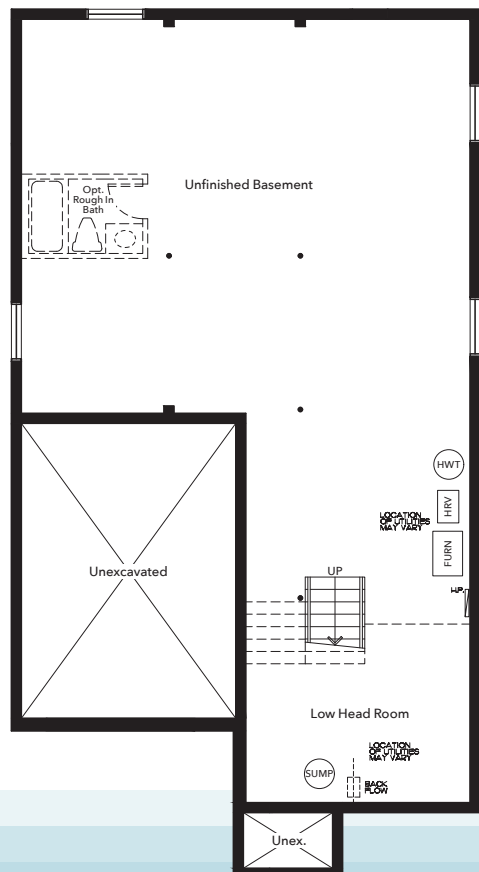 Unfinished Basement
Opt.
Rough In
Bath
HWT
HRV
LOCATION
OF UTILITIES
MAY VARY
FURN
Unexcavated
UP
H.P.
Low Head Room
LOCATION
OF UTILITIES
MAY VARY
SUMP
BACK
FLOW
Unex.